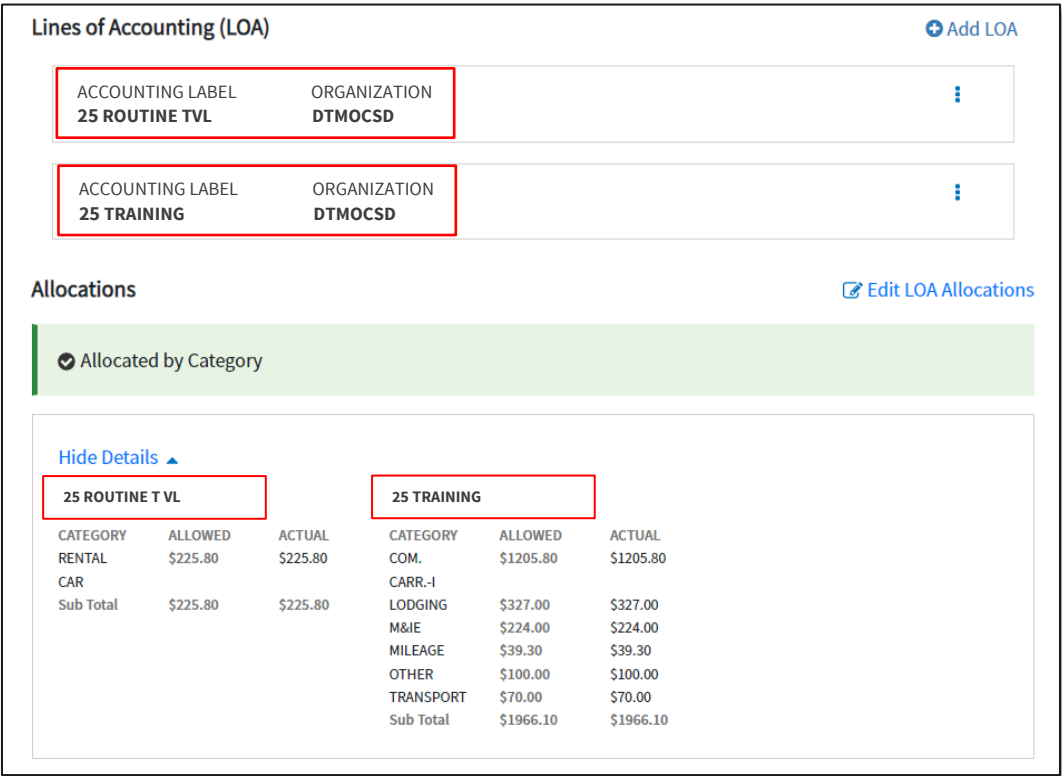 Lines of Accounting (LOA)
Add LOA
ACCOUNTING LABEL ORGANIZATION
25 ROUTINE TVL DTMOCSD
ACCOUNTING LABEL ORGANIZATION
25 TRAINING DTMOCSD
Allocations
Edit LOA Allocations
Allocated by Category
Hide Details
25 ROUTINE T VL 25 TRAINING
CATEGORY ALLOWED ACTUAL CATEGORY ALLOWED ACTUAL
RENTAL $225.80 $225.80 COM. $1205.80 $1205.80
CAR CARR.-I
Sub Total $225.80 $225.80 LODGING $327.00 $327.00
M&IE $224.00 $224.00
MILEAGE $39.30 $39.30
OTHER $100.00 $100.00
TRANSPORT $70.00 $70.00
Sub Total $1966.10 $1966.10